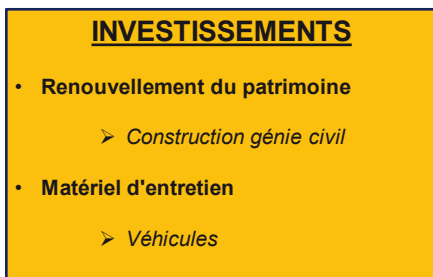 INVESTISSEMENTS
• Renouvellement du patrimoine
➢ Construction génie civil
• Matériel d'entretien
➢ Véhicules